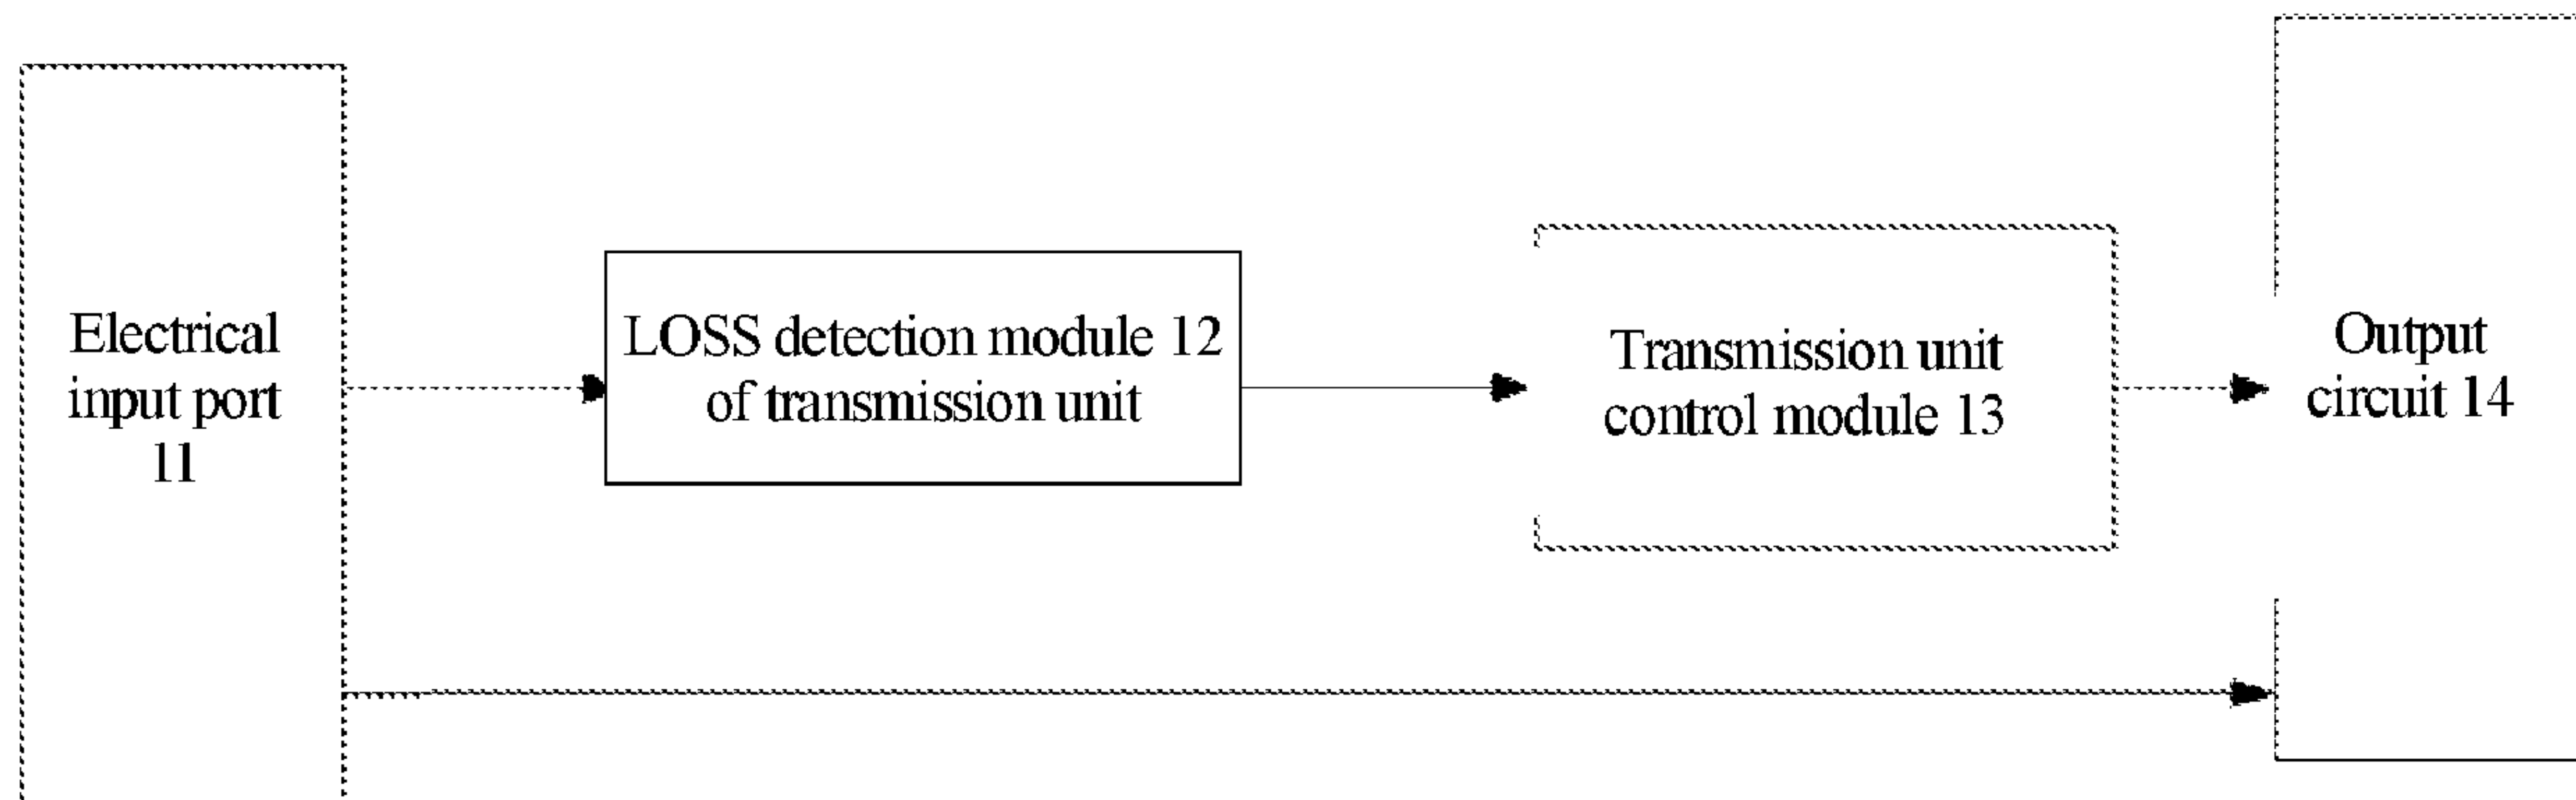 Electrical
input port
11
LOSS detection module 12
of transmission unit
Transmission unit
control module 13
Output
circuit 14